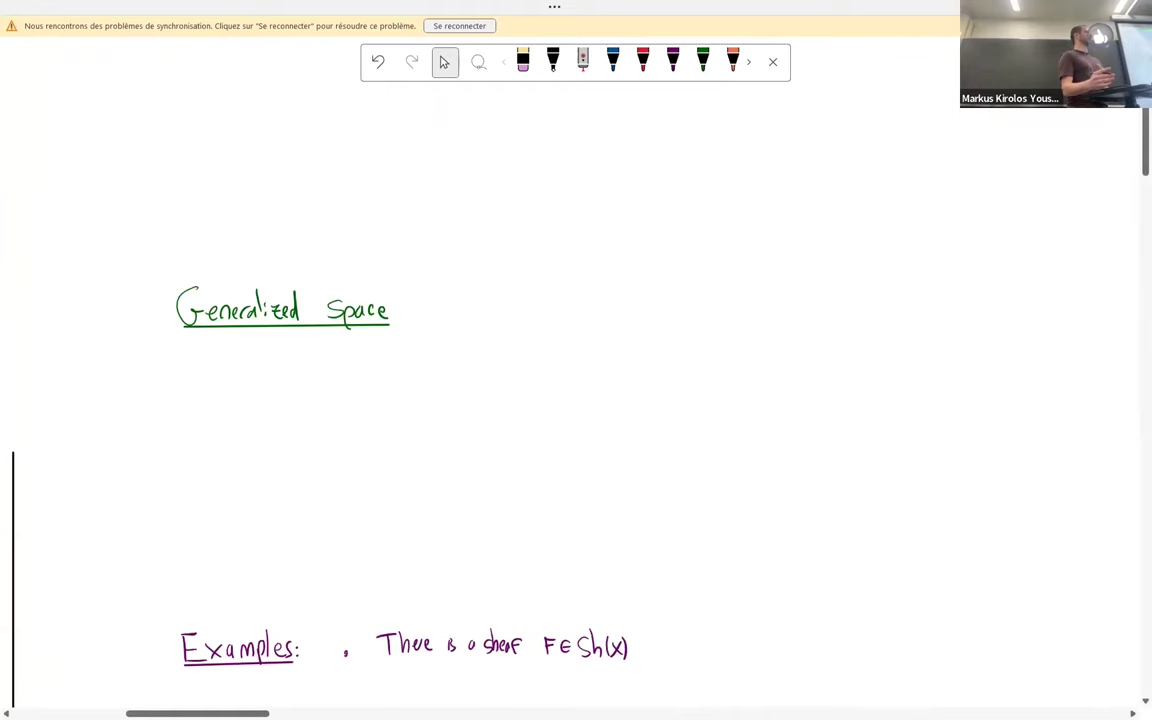 Nous rencontrons des problèmes de synchronisation. Cliquez sur "Se reconnecter" pour résoudre ce problème. Se reconnecter
Markus Kirolos Yous...
Generalized Space
Examples: • There is a sheaf F∈Sh(X)